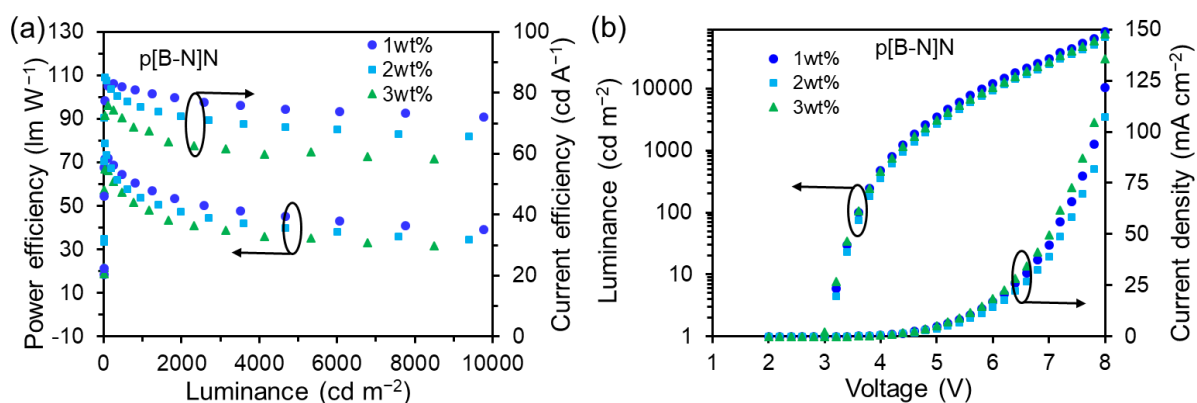 (a)
p[B-N]N
1wt%
2wt%
3wt%
Power efficiency (lm W⁻¹)
130
110
90
70
50
30
10
-10
Current efficiency (cd A⁻¹)
100
80
60
40
20
0
0 2000 4000 6000 8000 10000
Luminance (cd m⁻²)
(b)
p[B-N]N
1wt%
2wt%
3wt%
Luminance (cd m⁻²)
10000
1000
100
10
1
Current density (mA cm⁻²)
150
125
100
75
50
25
0
1 2 3 4 5 6 7 8
Voltage (V)